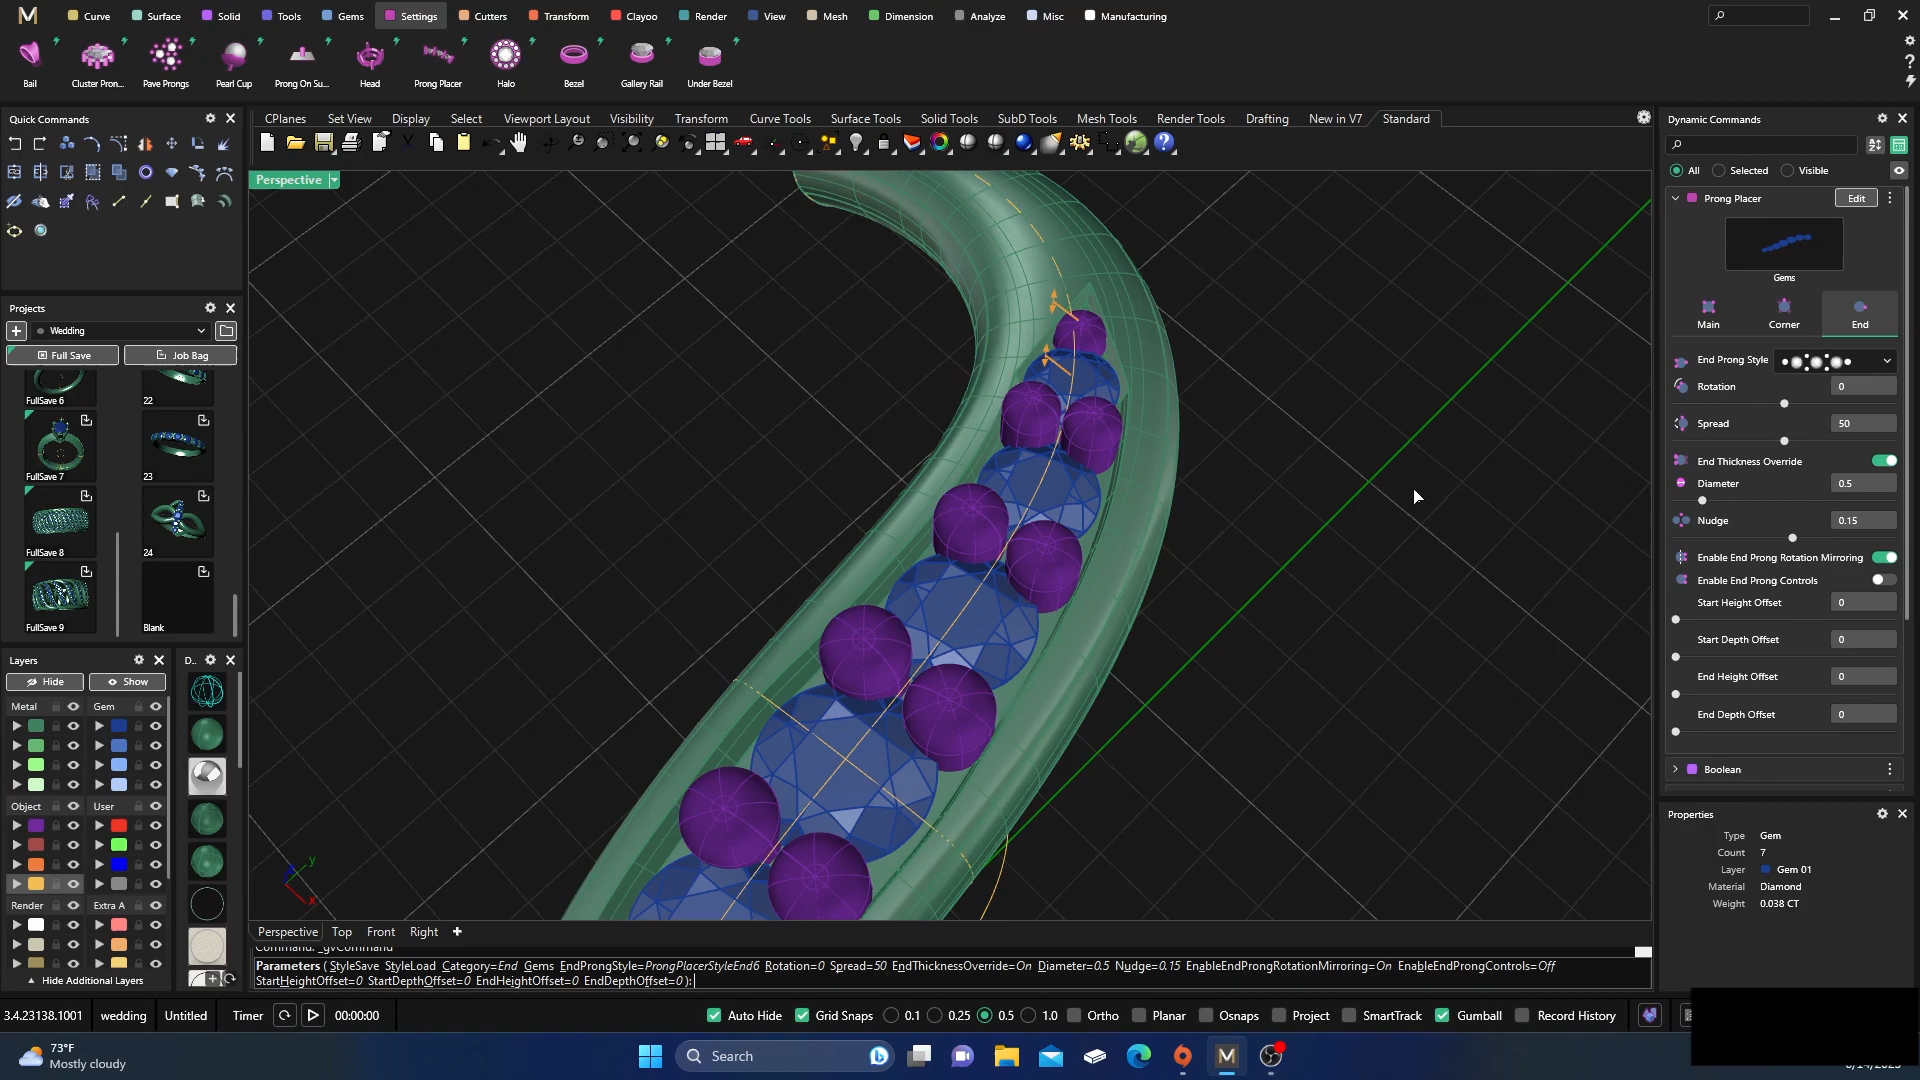 Curve Surface Solid Tools Gems Settings Cutters Transform Clayoo Render View Mesh Dimension Analyze Misc Manufacturing
Bail Cluster Pron... Pave Prongs Pearl Cup Prong On Su... Head Prong Placer Halo Bezel Gallery Rail Under Bezel
Quick Commands
Projects
Wedding
Full Save Job Bag
FullSave 6 22
FullSave 7 23
FullSave 8 24
FullSave 9 Blank
Layers D..
Hide Show
Metal Gem
Object User
Render Extra A
Hide Additional Layers
CPlanes Set View Display Select Viewport Layout Visibility Transform Curve Tools Surface Tools Solid Tools SubD Tools Mesh Tools Render Tools Drafting New in V7 Standard
Perspective
y
x
Perspective Top Front Right
Command: _gvCommand
Parameters ( StyleSave StyleLoad Category=End Gems EndProngStyle=ProngPlacerStyleEnd6 Rotation=0 Spread=50 EndThicknessOverride=On Diameter=0.5 Nudge=0.15 EnableEndProngRotationMirroring=On EnableEndProngControls=Off
StartHeightOffset=0 StartDepthOffset=0 EndHeightOffset=0 EndDepthOffset=0 ):
Dynamic Commands
All Selected Visible
Prong Placer Edit
Gems
Main Corner End
End Prong Style
Rotation 0
Spread 50
End Thickness Override
Diameter 0.5
Nudge 0.15
Enable End Prong Rotation Mirroring
Enable End Prong Controls
Start Height Offset 0
Start Depth Offset 0
End Height Offset 0
End Depth Offset 0
Boolean
Properties
Type Gem
Count 7
Layer Gem 01
Material Diamond
Weight 0.038 CT
3.4.23138.1001 wedding Untitled Timer 00:00:00 Auto Hide Grid Snaps 0.1 0.25 0.5 1.0 Ortho Planar Osnaps Project SmartTrack Gumball Record History
73°F
Mostly cloudy
Search